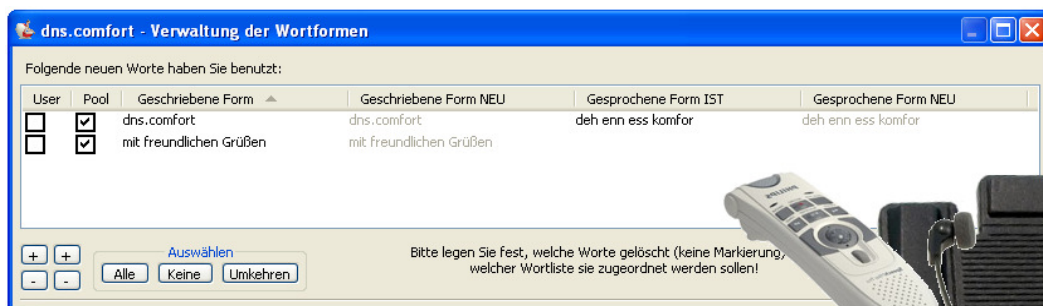 dns.comfort - Verwaltung der Wortformen
Folgende neuen Worte haben Sie benutzt:
User Pool Geschriebene Form Geschriebene Form NEU Gesprochene Form IST Gesprochene Form NEU
dns.comfort dns.comfort deh enn ess komfor deh enn ess komfor
mit freundlichen Grüßen mit freundlichen Grüßen
+ +
- -
Auswählen
Alle Keine Umkehren
Bitte legen Sie fest, welche Worte gelöscht (keine Markierung)
welcher Wortliste sie zugeordnet werden sollen!
PHILIPS